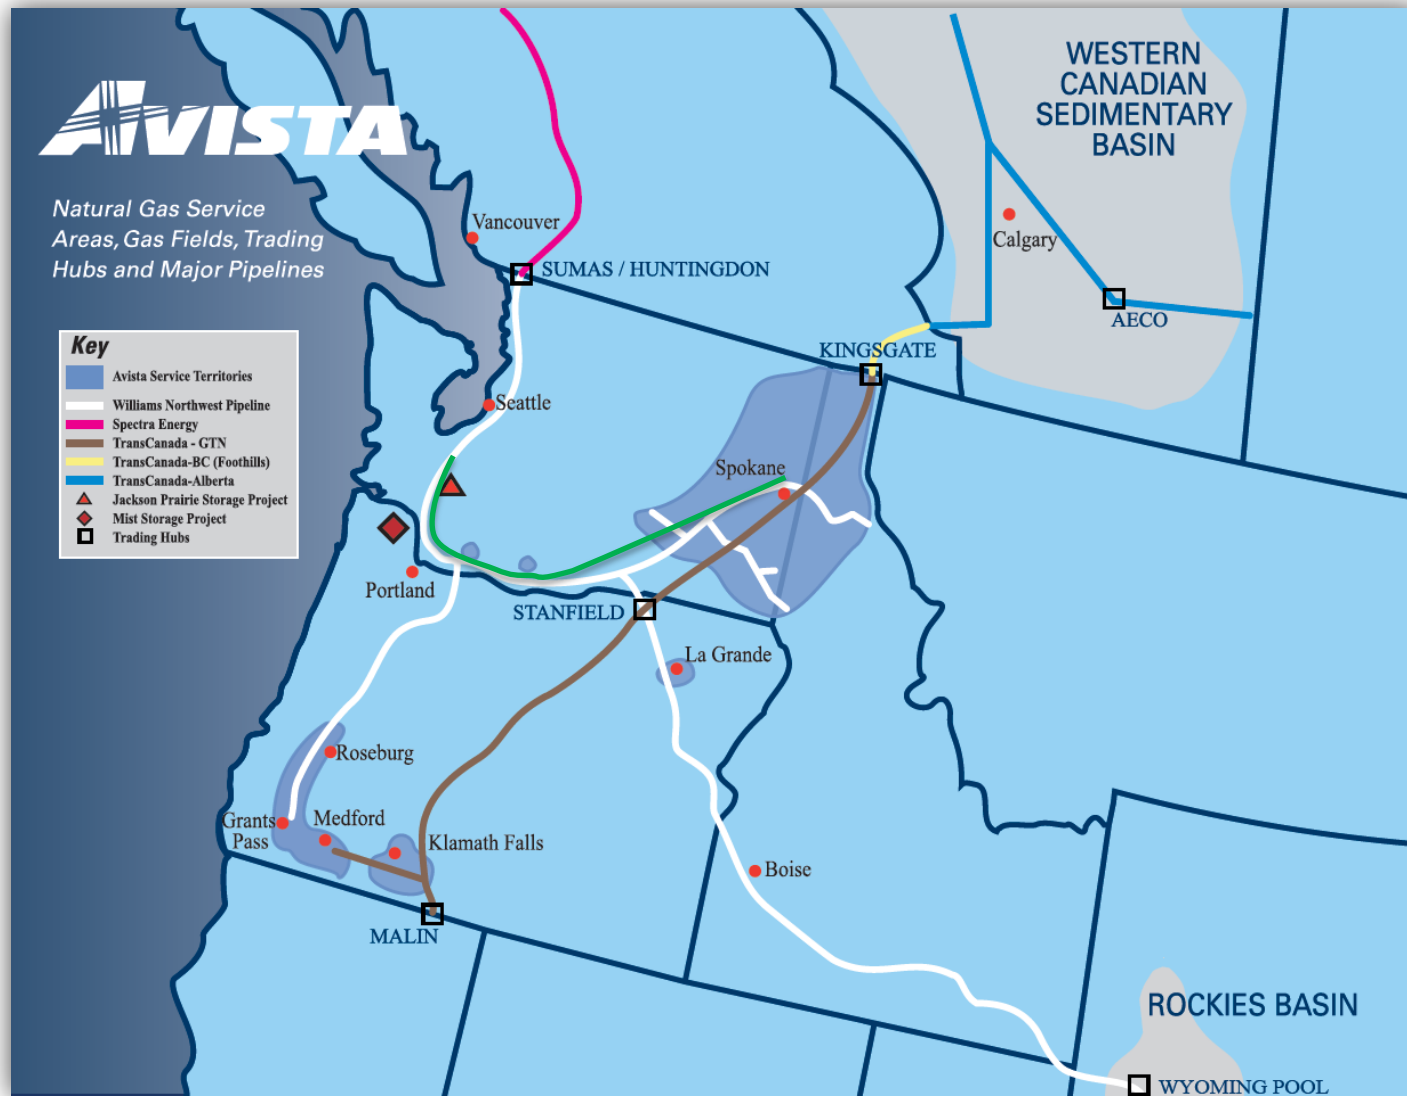 AVISTA
Natural Gas Service
Areas, Gas Fields, Trading
Hubs and Major Pipelines
Key
Avista Service Territories
Williams Northwest Pipeline
Spectra Energy
TransCanada - GTN
TransCanada-BC (Foothills)
TransCanada-Alberta
Jackson Prairie Storage Project
Mist Storage Project
Trading Hubs
WESTERN
CANADIAN
SEDIMENTARY
BASIN
Vancouver
SUMAS / HUNTINGDON
Calgary
AECO
KINGSGATE
Seattle
Spokane
Portland
STANFIELD
La Grande
Roseburg
Grants
Pass
Medford
Klamath Falls
Boise
MALIN
ROCKIES BASIN
WYOMING POOL